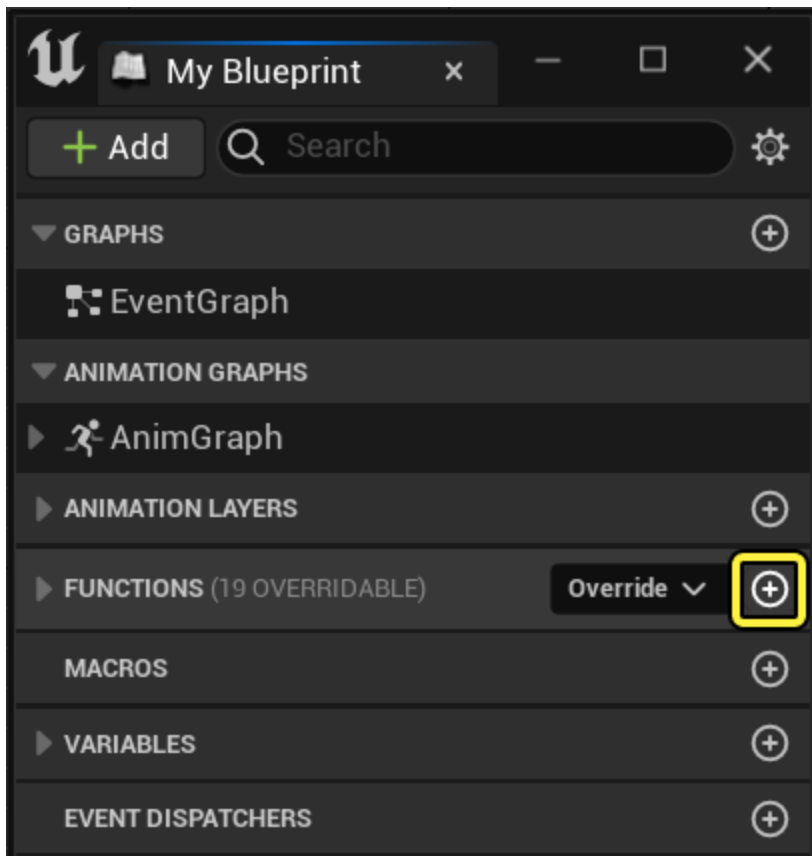 My Blueprint
Add Search
GRAPHS
EventGraph
ANIMATION GRAPHS
AnimGraph
ANIMATION LAYERS
FUNCTIONS (19 OVERRIDABLE) Override
MACROS
VARIABLES
EVENT DISPATCHERS